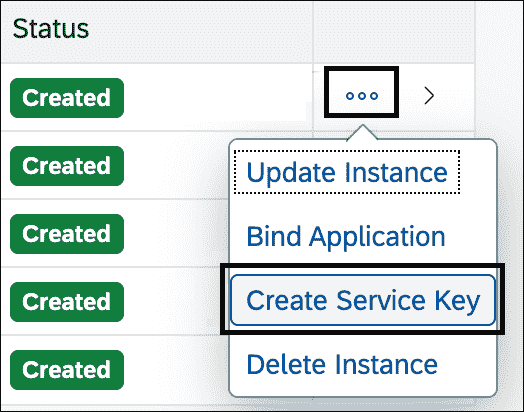 Status
Created
Created
Update Instance
Created
Bind Application
Created
Create Service Key
Created
Delete Instance